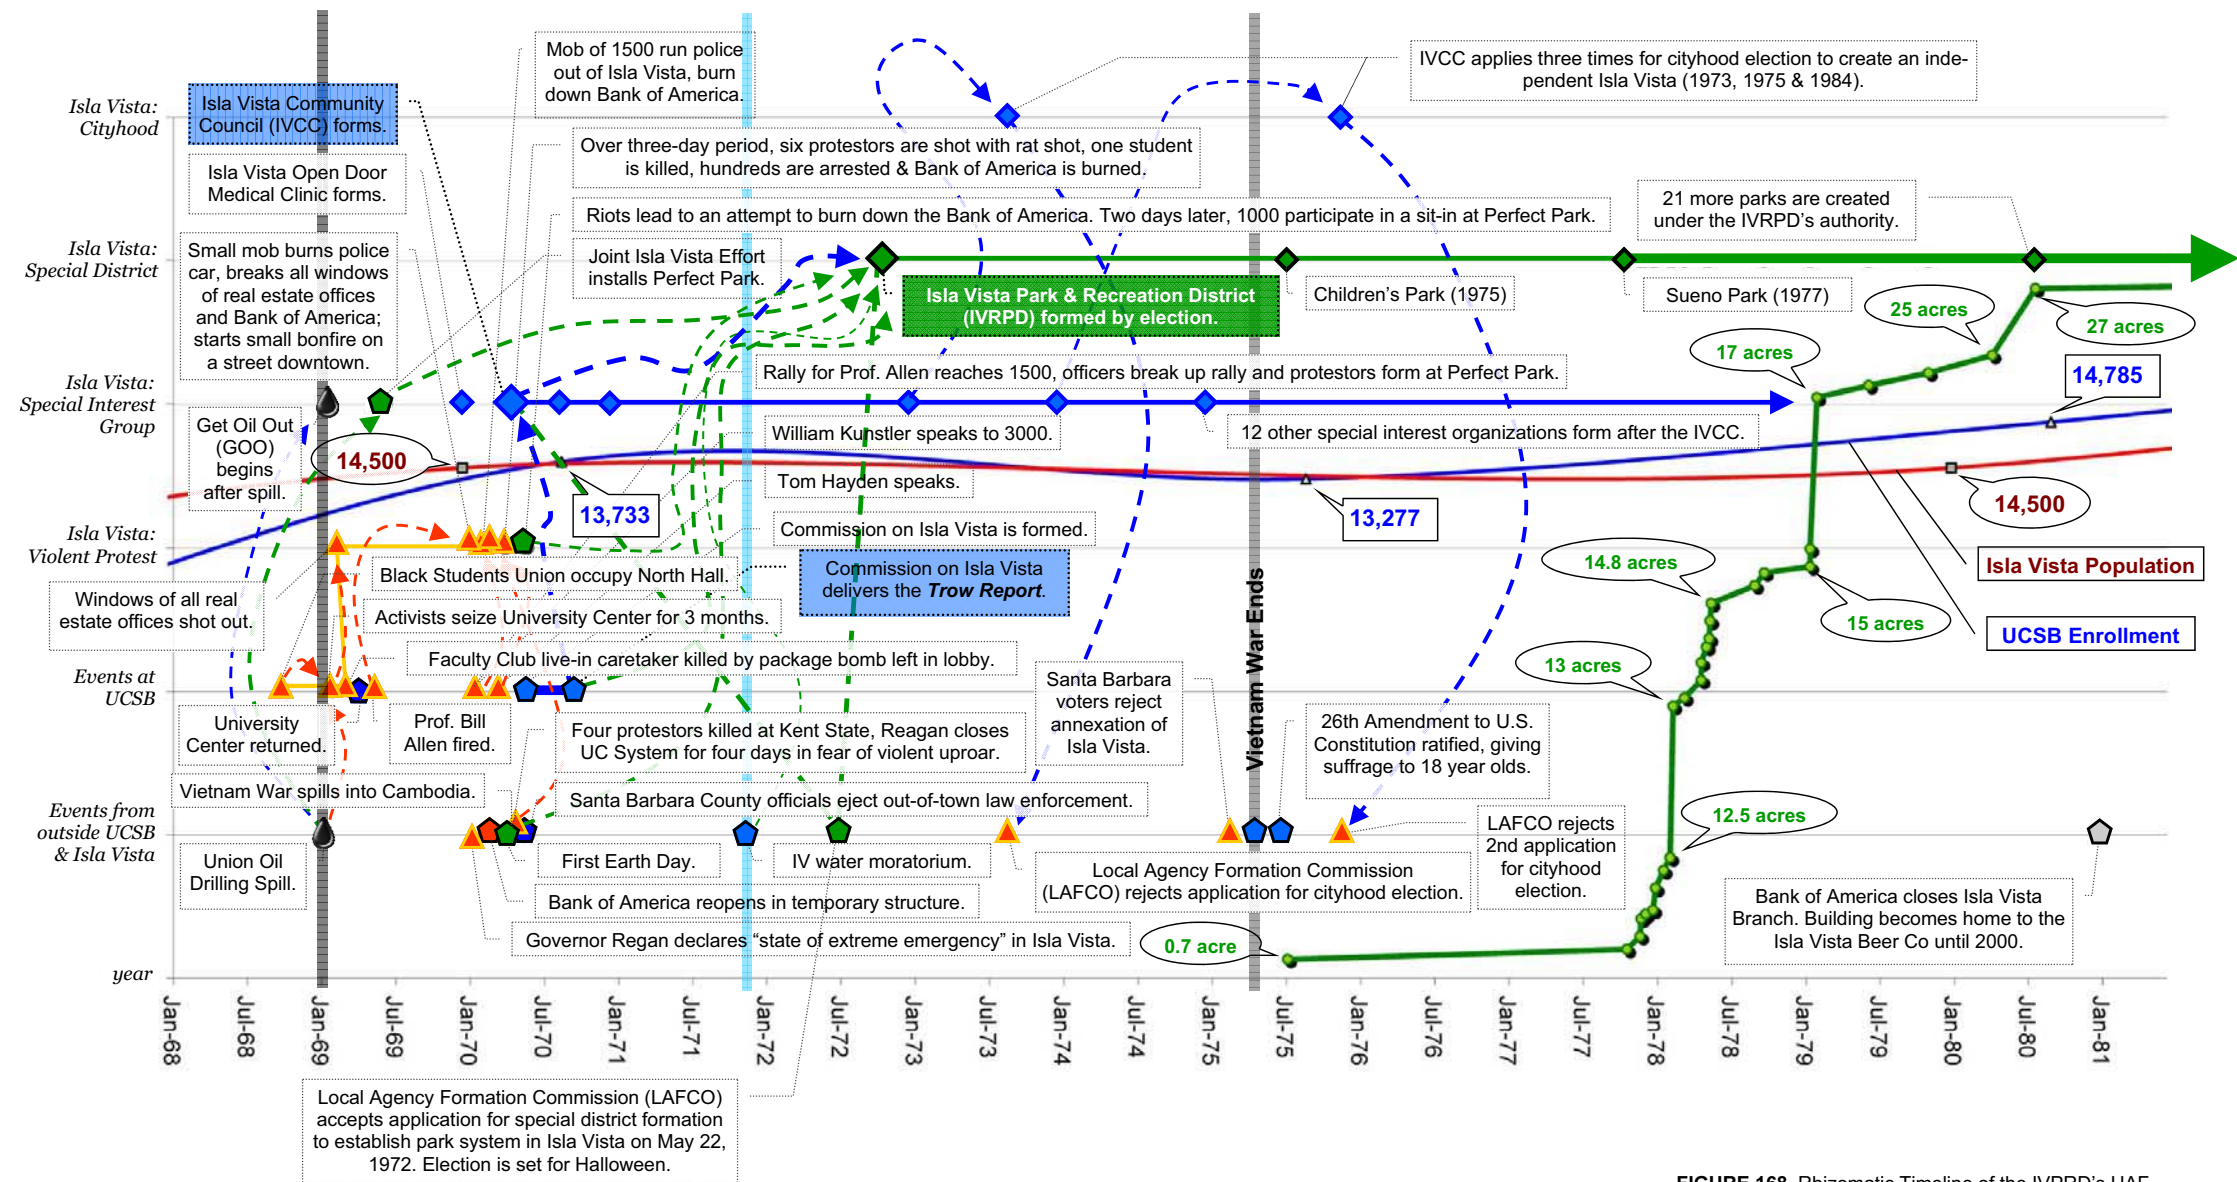 Mob of 1500 run police
out of Isla Vista, burn
down Bank of America.
IVCC applies three times for cityhood election to create an inde-
pendent Isla Vista (1973, 1975 & 1984).
Isla Vista:
Cityhood
Isla Vista Community
Council (IVCC) forms.
Over three-day period, six protestors are shot with rat shot, one student
is killed, hundreds are arrested & Bank of America is burned.
Isla Vista Open Door
Medical Clinic forms.
21 more parks are created
under the IVRPD's authority.
Riots lead to an attempt to burn down the Bank of America. Two days later, 1000 participate in a sit-in at Perfect Park.
Isla Vista:
Special District
Small mob burns police
car, breaks all windows
of real estate offices
and Bank of America;
starts small bonfire on
a street downtown.
Joint Isla Vista Effort
installs Perfect Park.
Isla Vista Park & Recreation District
(IVRPD) formed by election.
Children's Park (1975)
Sueno Park (1977)
25 acres
27 acres
17 acres
14,785
Isla Vista:
Special Interest
Group
Rally for Prof. Allen reaches 1500, officers break up rally and protestors form at Perfect Park.
Get Oil Out
(GOO)
begins
after spill.
14,500
William Kunstler speaks to 3000.
12 other special interest organizations form after the IVCC.
Tom Hayden speaks.
13,733
13,277
14,500
Isla Vista:
Violent Protest
Commission on Isla Vista is formed.
Commission on Isla Vista
delivers the Trow Report.
14.8 acres
Isla Vista Population
Black Students Union occupy North Hall.
Windows of all real
estate offices shot out.
Activists seize University Center for 3 months.
15 acres
UCSB Enrollment
Faculty Club live-in caretaker killed by package bomb left in lobby.
13 acres
Events at
UCSB
Vietnam War Ends
Santa Barbara
voters reject
annexation of
Isla Vista.
University
Center returned.
Prof. Bill
Allen fired.
Four protestors killed at Kent State, Reagan closes
UC System for four days in fear of violent uproar.
26th Amendment to U.S.
Constitution ratified, giving
suffrage to 18 year olds.
Vietnam War spills into Cambodia.
Santa Barbara County officials eject out-of-town law enforcement.
12.5 acres
Events from
outside UCSB
& Isla Vista
LAFCO rejects
2nd application
for cityhood
election.
Union Oil
Drilling Spill.
First Earth Day.
IV water moratorium.
Local Agency Formation Commission
(LAFCO) rejects application for cityhood election.
Bank of America reopens in temporary structure.
Bank of America closes Isla Vista
Branch. Building becomes home to the
Isla Vista Beer Co until 2000.
Governor Regan declares “state of extreme emergency” in Isla Vista.
0.7 acre
year
Jan-68
Jul-68
Jan-69
Jul-69
Jan-70
Jul-70
Jan-71
Jul-71
Jan-72
Jul-72
Jan-73
Jul-73
Jan-74
Jul-74
Jan-75
Jul-75
Jan-76
Jul-76
Jan-77
Jul-77
Jan-78
Jul-78
Jan-79
Jul-79
Jan-80
Jul-80
Jan-81
Local Agency Formation Commission (LAFCO)
accepts application for special district formation
to establish park system in Isla Vista on May 22,
1972. Election is set for Halloween.
FIGURE 168. Rhizomatic Timeline of the IVRPD's UAF